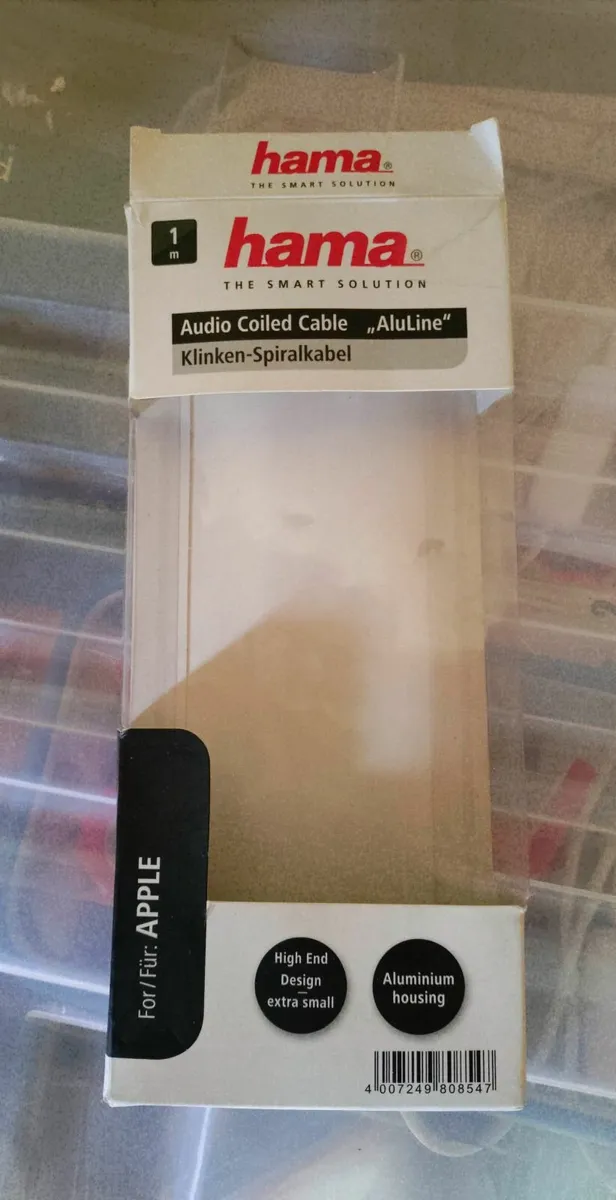 hama®
THE SMART SOLUTION
1
m
hama®
THE SMART SOLUTION
Audio Coiled Cable „AluLine“
Klinken-Spiralkabel
For/Für: APPLE
High End
Design
extra small
Aluminium
housing
4 007249 808547